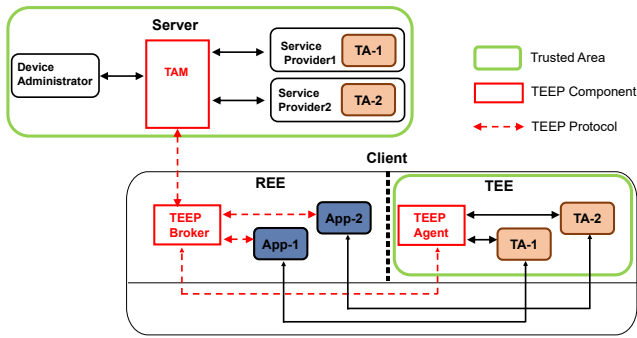 Server
Device
Administrator
TAM
Service
Provider1
TA-1
Service
Provider2
TA-2
Trusted Area
TEEP Component
TEEP Protocol
Client
REE
TEE
TEEP
Broker
App-2
App-1
TEEP
Agent
TA-2
TA-1